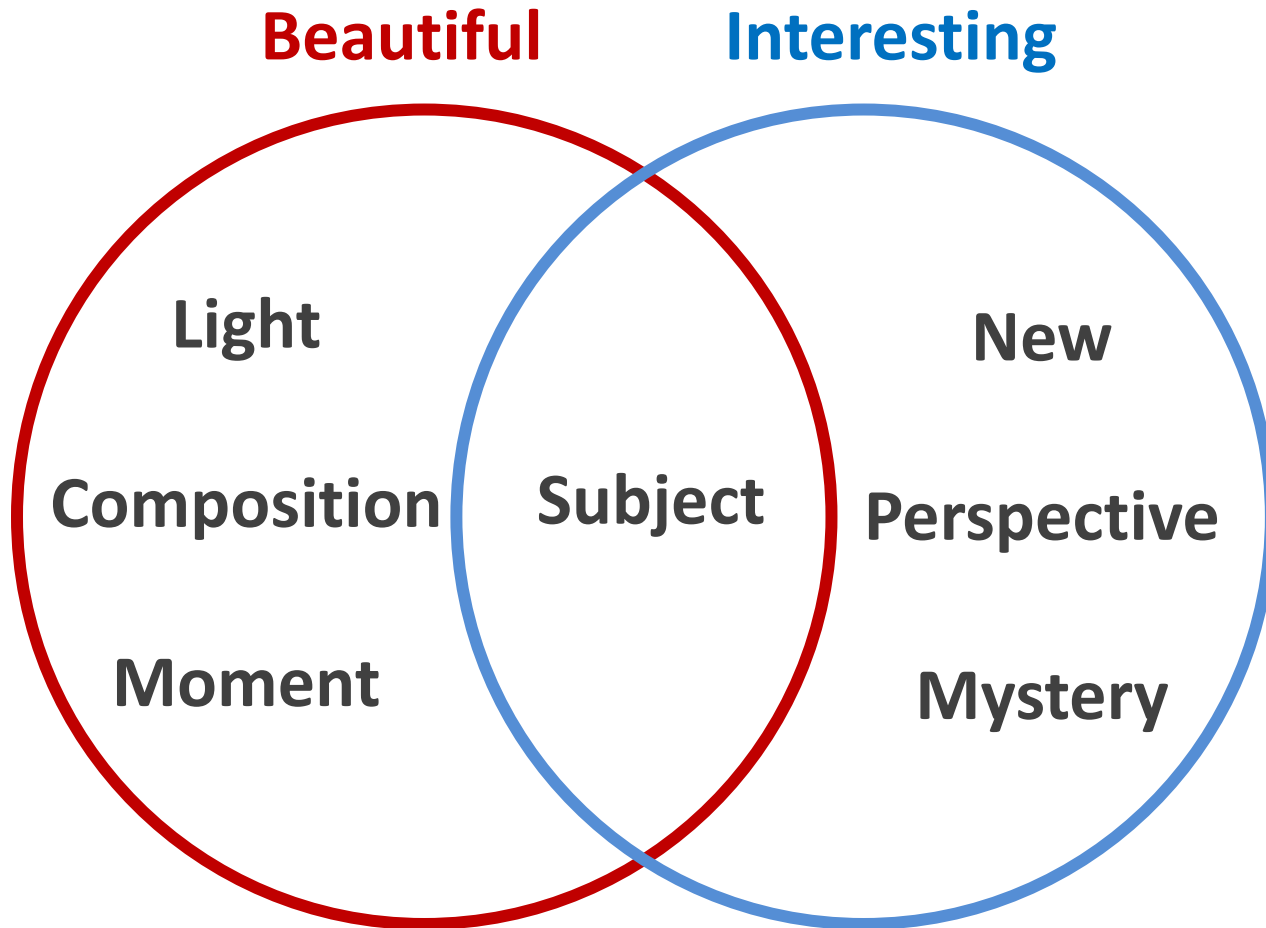 Beautiful
Interesting
Light
Composition
Moment
Subject
New
Perspective
Mystery